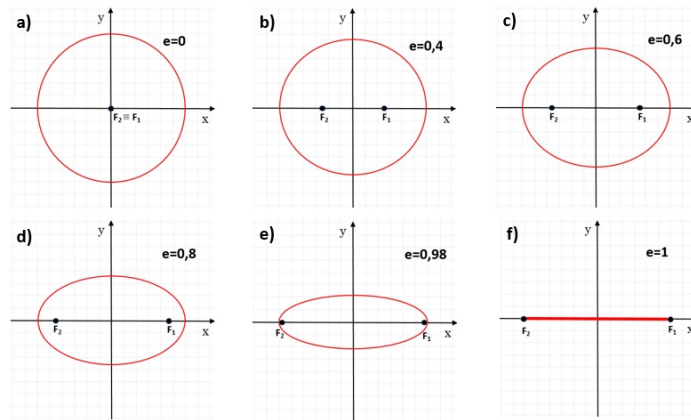 a)
y
e=0
F₂ ≡ F₁
x
b)
y
e=0,4
F₂
F₁
x
c)
y
e=0,6
F₂
F₁
x
d)
y
e=0,8
F₂
F₁
x
e)
y
e=0,98
F₂
F₁
x
f)
y
e=1
F₂
F₁
x